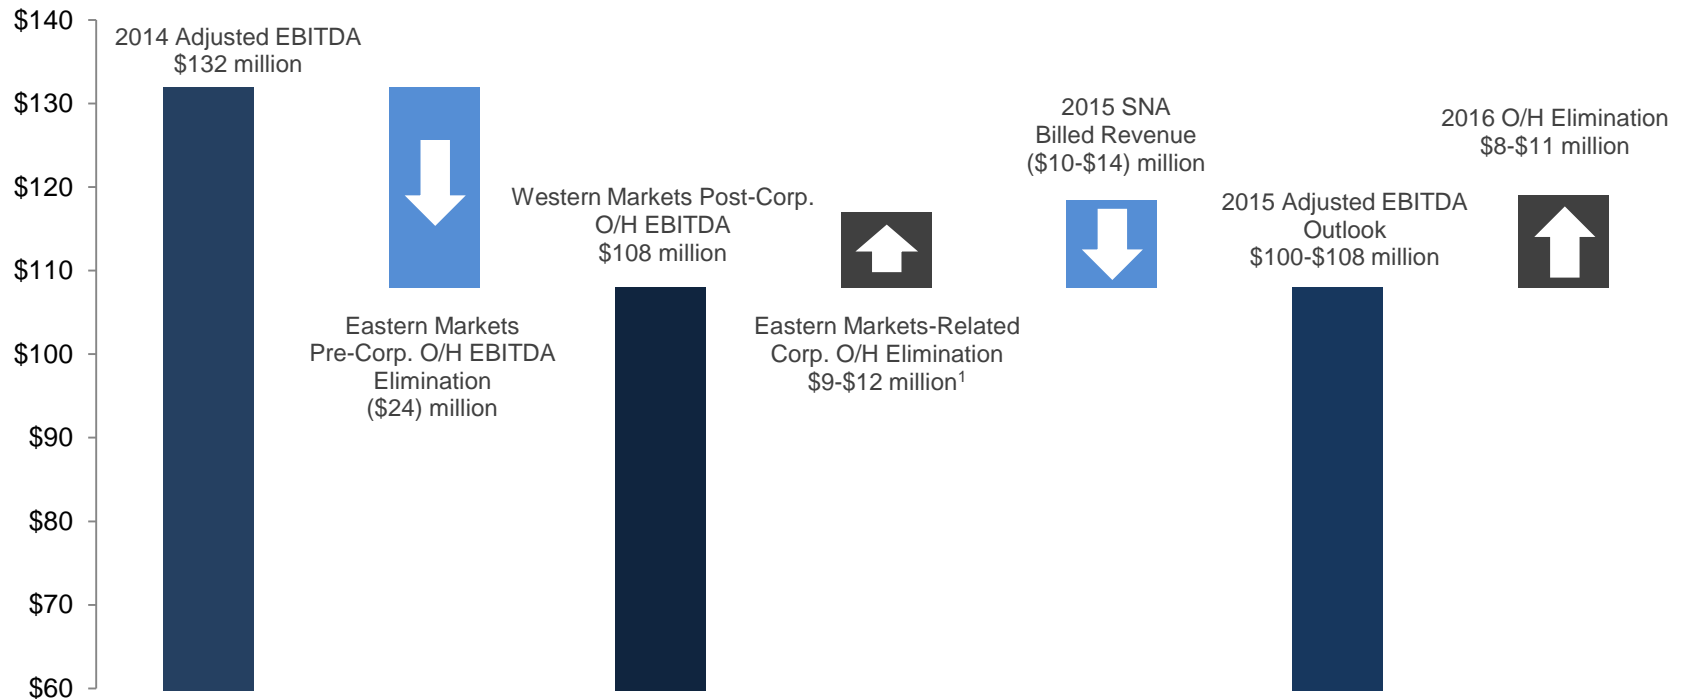 $140
$130
$120
$110
$100
$90
$80
$70
$60
2014 Adjusted EBITDA
$132 million
Eastern Markets
Pre-Corp. O/H EBITDA
Elimination
($24) million
Western Markets Post-Corp.
O/H EBITDA
$108 million
Eastern Markets-Related
Corp. O/H Elimination
$9-$12 million¹
2015 SNA
Billed Revenue
($10-$14) million
2015 Adjusted EBITDA
Outlook
$100-$108 million
2016 O/H Elimination
$8-$11 million